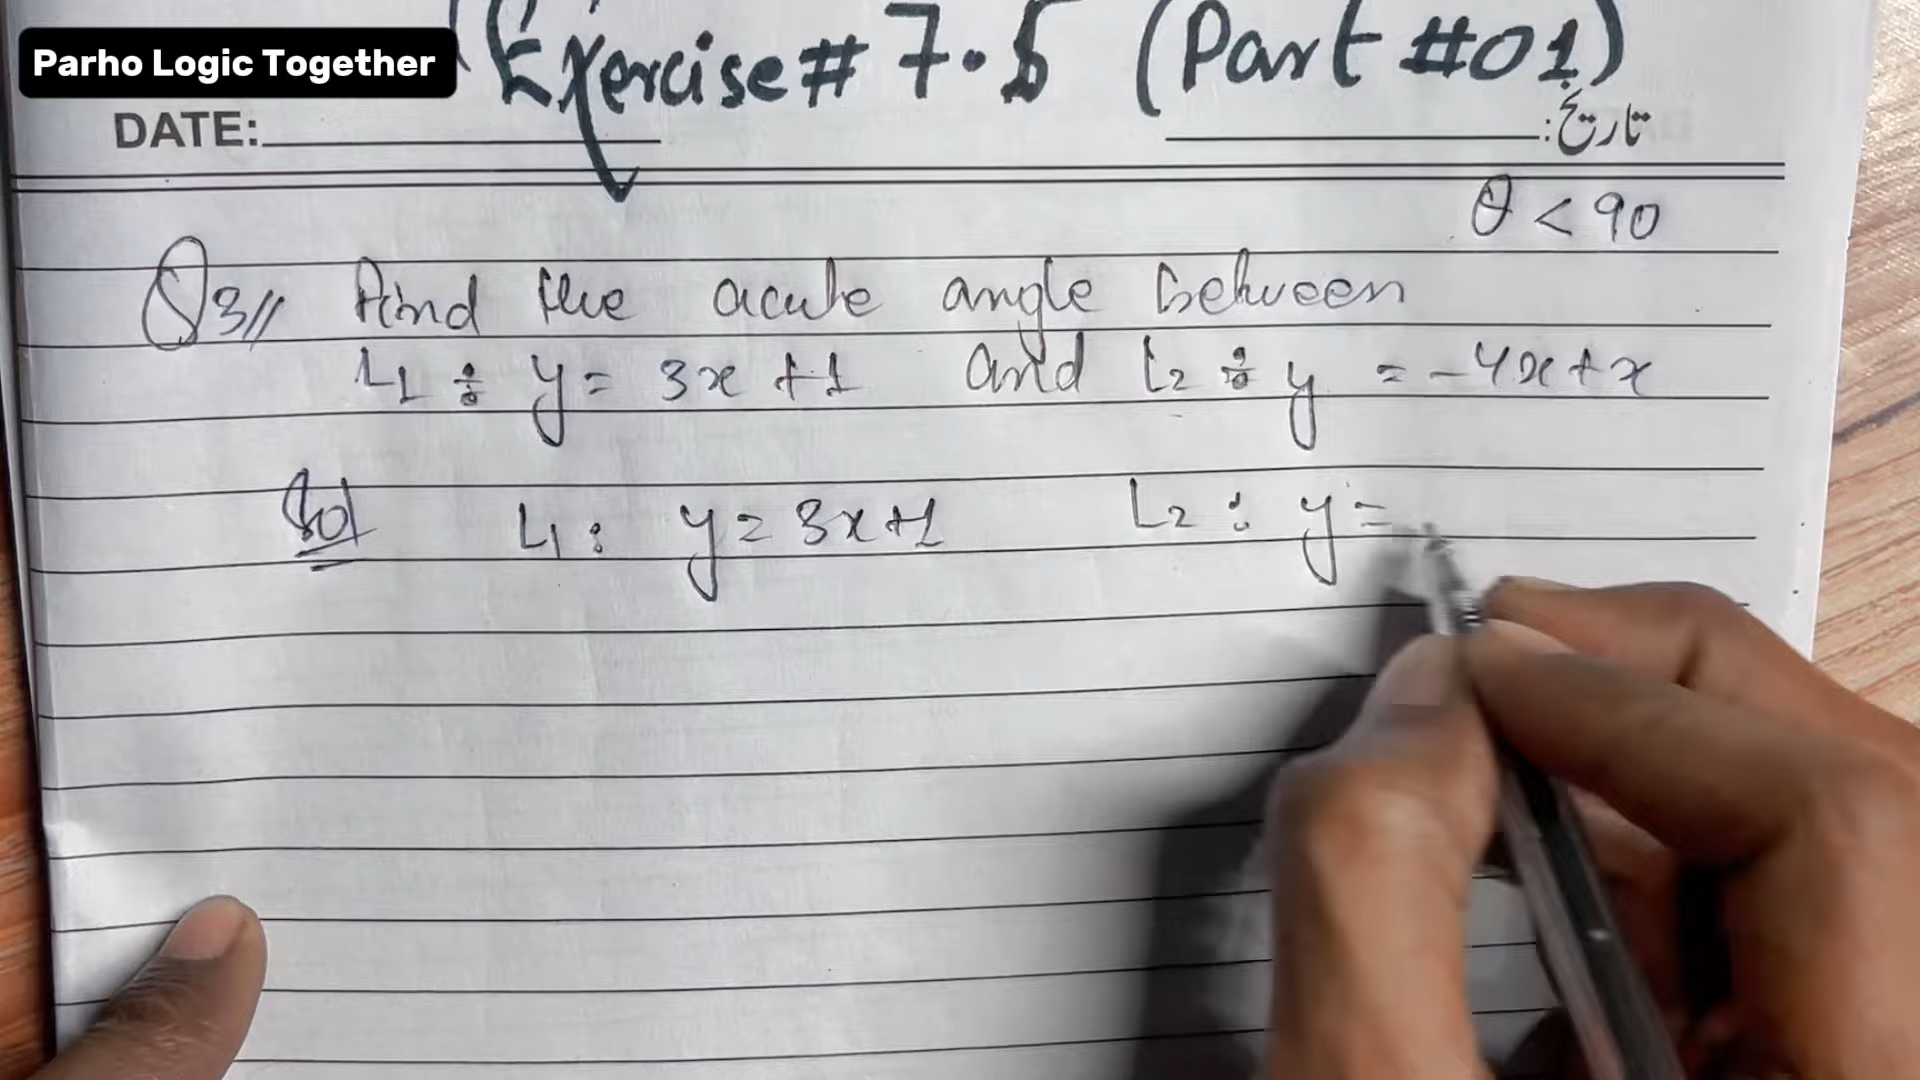 Exercise# 7.5 (Part #01)
Parho Logic Together
DATE: تاریخ:
θ < 90
Q3// Find the acute angle between
L1 ÷ y = 3x + 1 and L2 ÷ y = -4x + x
Sol L1 : y = 3x+1 L2 : y =